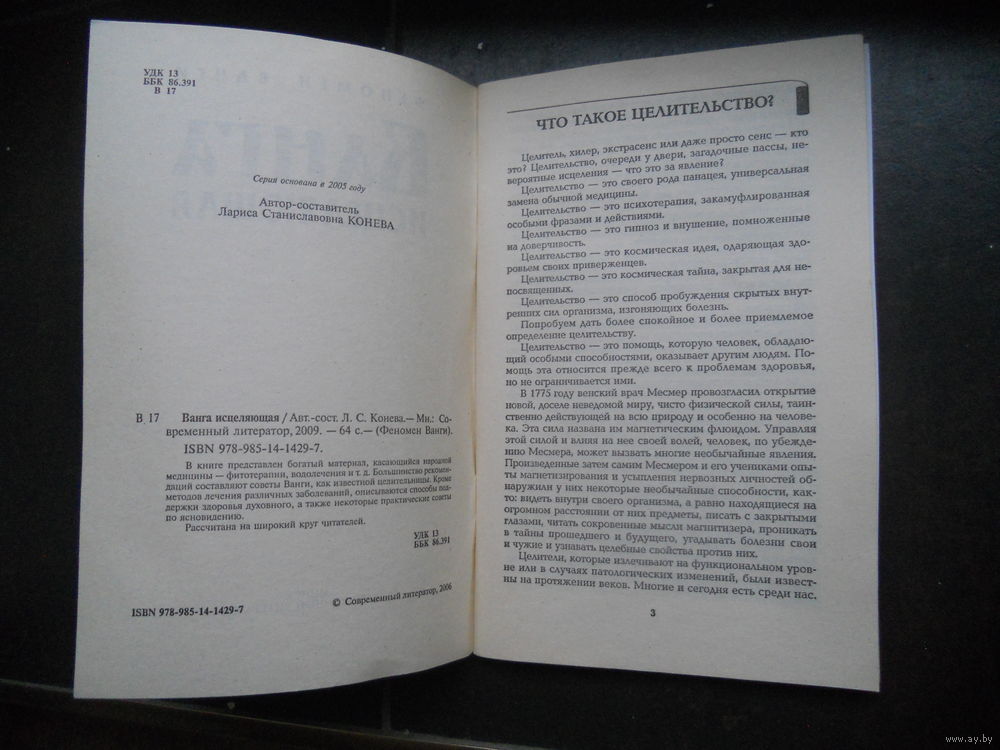 УДК 13
ББК 86.391
В 17
Серия основана в 2005 году
Автор-составитель
Лариса Станиславовна КОНЕВА
В 17 Ванга исцеляющая / Авт.-сост. Л. С. Конева.— Мн.: Со-
временный литератор, 2009. — 64 с.— (Феномен Ванги).
ISBN 978-985-14-1429-7.
В книге представлен богатый материал, касающийся народной
медицины — фитотерапии, водолечения и т. д. Большинство рекомен-
даций составляют советы Ванги, как известной целительницы. Кроме
методов лечения различных заболеваний, описываются способы под-
держки здоровья духовного, а также некоторые практические советы
по ясновидению.
Рассчитана на широкий круг читателей.
УДК 13
ББК 86.391
ISBN 978-985-14-1429-7
© Современный литератор, 2006
ЧТО ТАКОЕ ЦЕЛИТЕЛЬСТВО?
Целитель, хилер, экстрасенс или даже просто сенс — кто
это? Целительство, очереди у двери, загадочные пассы, не-
вероятные исцеления — что это за явление?
Целительство — это своего рода панацея, универсальная
замена обычной медицины.
Целительство — это психотерапия, закамуфлированная
особыми фразами и действиями.
Целительство — это гипноз и внушение, помноженные
на доверчивость.
Целительство — это космическая идея, одаряющая здо-
ровьем своих приверженцев.
Целительство — это космическая тайна, закрытая для не-
посвященных.
Целительство — это способ пробуждения скрытых внут-
ренних сил организма, изгоняющих болезнь.
Попробуем дать более спокойное и более приемлемое
определение целительству.
Целительство — это помощь, которую человек, обладаю-
щий особыми способностями, оказывает другим людям. По-
мощь эта относится прежде всего к проблемам здоровья,
но не ограничивается ими.
В 1775 году венский врач Месмер провозгласил открытие
новой, доселе неведомой миру, чисто физической силы, таин-
ственно действующей на всю природу и особенно на челове-
ка. Эта сила названа им магнетическим флюидом. Управляя
этой силой и влияя на нее своей волей, человек, по убежде-
нию Месмера, может вызвать многие необычайные явления.
Произведенные затем самим Месмером и его учениками опы-
ты магнетизирования и усыпления нервозных личностей об-
наружили у них некоторые необычайные способности, как-
то: видеть внутри своего организма, а равно находящиеся на
огромном расстоянии от них предметы, писать с закрытыми
глазами, читать сокровенные мысли магнитизера, проникать
в тайны прошедшего и будущего, угадывать болезни свои
и чужие и узнавать целебные свойства против них.
Целители, которые излечивают на функциональном уров-
не или в случаях патологических изменений, были извест-
ны на протяжении веков. Многие и сегодня есть среди нас.
3
www.ay.by